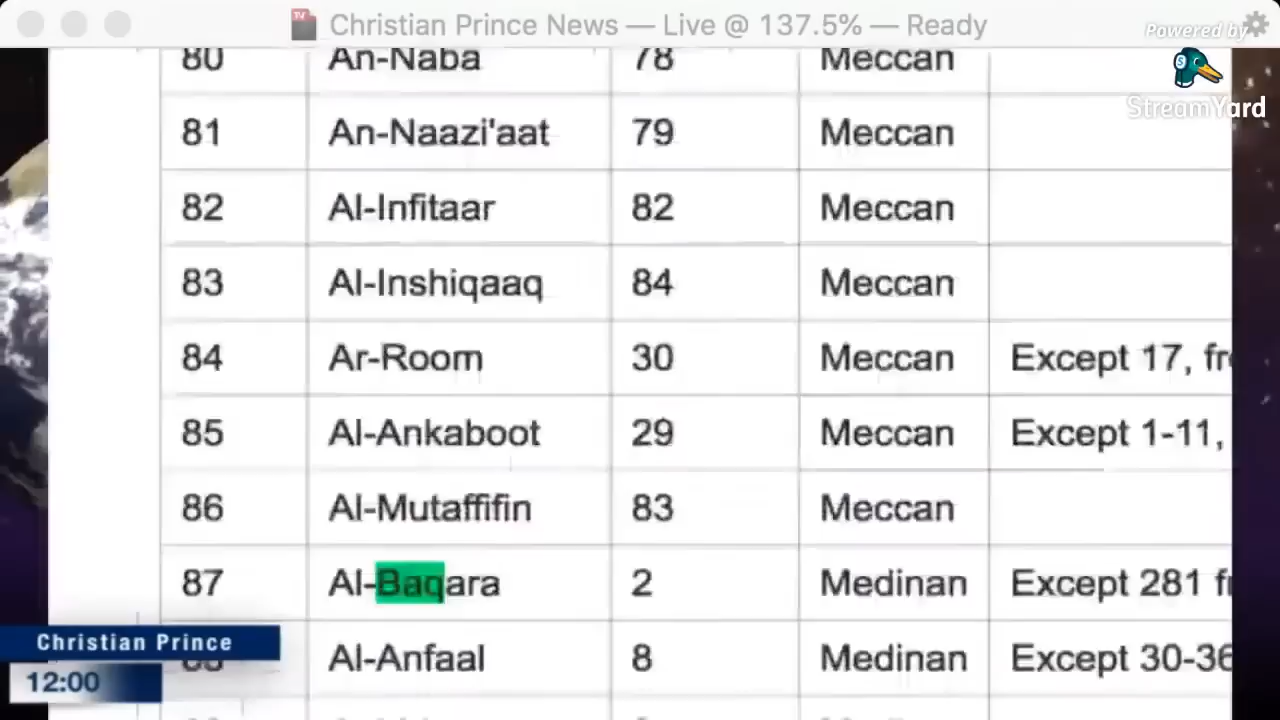 Christian Prince News — Live @ 137.5% — Ready
Powered by
StreamYard
80 An-Naba 78 Meccan
81 An-Naazi'aat 79 Meccan
82 Al-Infitaar 82 Meccan
83 Al-Inshiqaaq 84 Meccan
84 Ar-Room 30 Meccan Except 17, fr
85 Al-Ankaboot 29 Meccan Except 1-11,
86 Al-Mutaffifin 83 Meccan
87 Al-Baqara 2 Medinan Except 281 f
Christian Prince
Al-Anfaal 8 Medinan Except 30-36
12:00